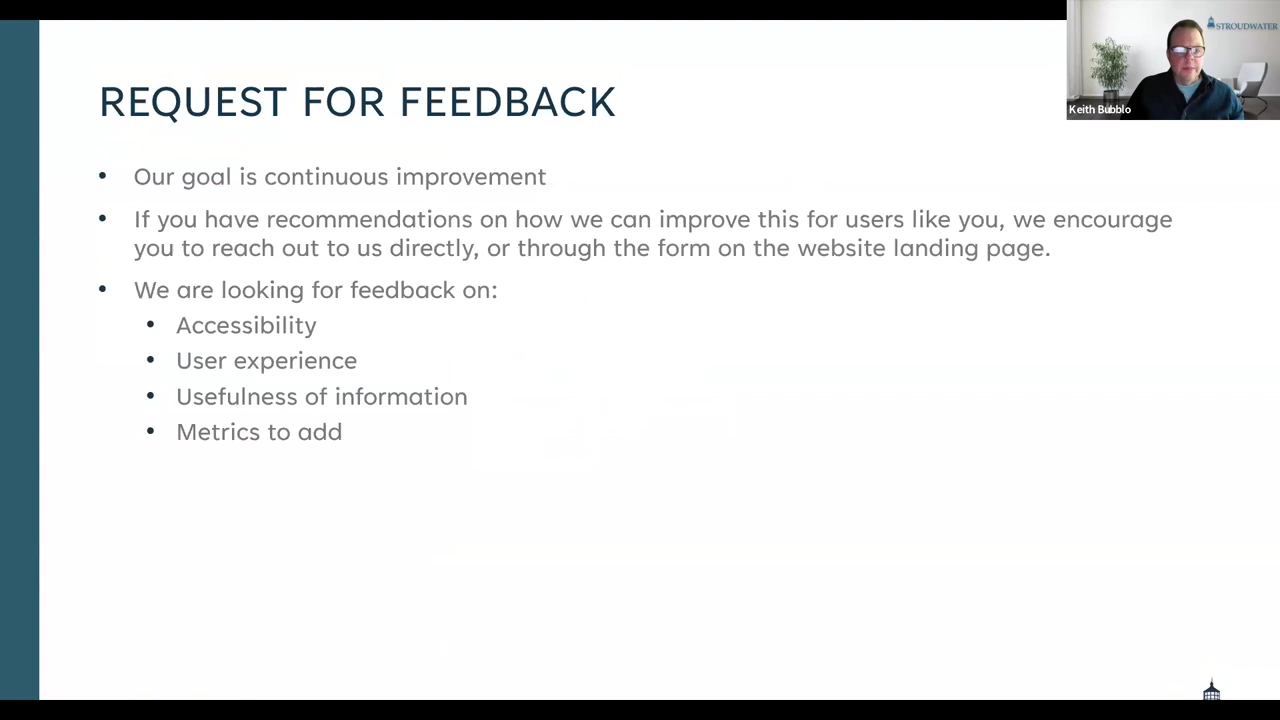 STROUDWATER
Keith Bubblo
REQUEST FOR FEEDBACK
• Our goal is continuous improvement
• If you have recommendations on how we can improve this for users like you, we encourage
you to reach out to us directly, or through the form on the website landing page.
• We are looking for feedback on:
• Accessibility
• User experience
• Usefulness of information
• Metrics to add